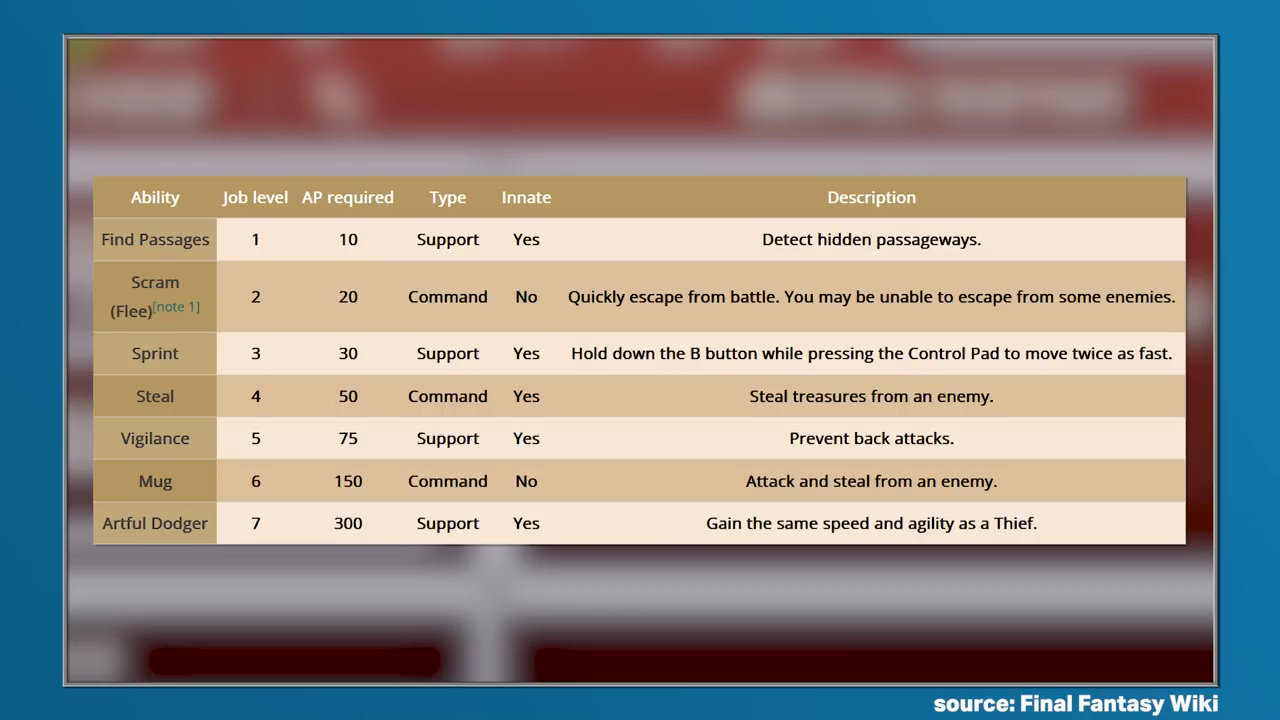 Ability Job level AP required Type Innate Description
Find Passages 1 10 Support Yes Detect hidden passageways.
Scram
(Flee)[note 1] 2 20 Command No Quickly escape from battle. You may be unable to escape from some enemies.
Sprint 3 30 Support Yes Hold down the B button while pressing the Control Pad to move twice as fast.
Steal 4 50 Command Yes Steal treasures from an enemy.
Vigilance 5 75 Support Yes Prevent back attacks.
Mug 6 150 Command No Attack and steal from an enemy.
Artful Dodger 7 300 Support Yes Gain the same speed and agility as a Thief.
source: Final Fantasy Wiki